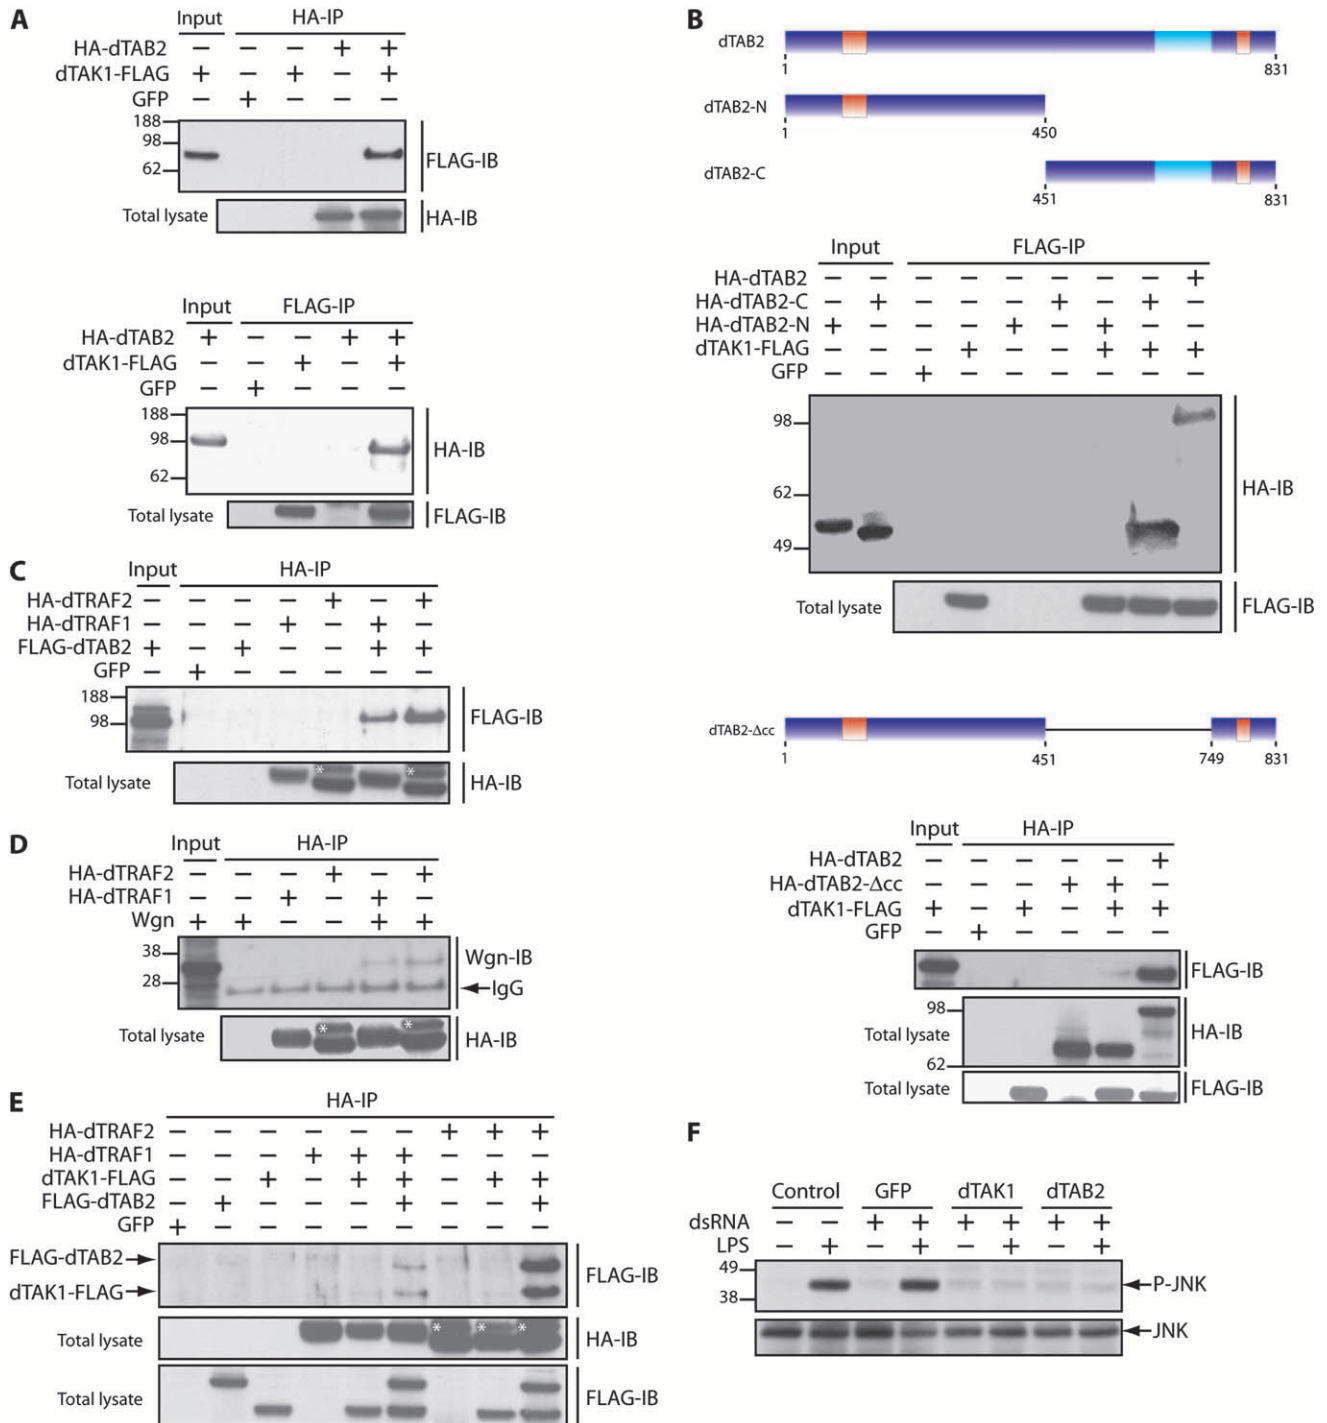 A
Input HA-IP
HA-dTAB2 − − − + +
dTAK1-FLAG + − + − +
GFP − + − − −
188
98
62
FLAG-IB
Total lysate
HA-IB
Input FLAG-IP
HA-dTAB2 + − − + +
dTAK1-FLAG − − + − +
GFP − + − − −
188
98
62
HA-IB
Total lysate
FLAG-IB
B
dTAB2
1 831
dTAB2-N
1 450
dTAB2-C
451 831
Input FLAG-IP
HA-dTAB2 − − − − − − − − +
HA-dTAB2-C − + − − − + − + −
HA-dTAB2-N + − − − + − + − −
dTAK1-FLAG − − − + − − + + +
GFP − − + − − − − − −
98
62
49
HA-IB
Total lysate
FLAG-IB
dTAB2-Δcc
1 451 749 831
Input HA-IP
HA-dTAB2 − − − − − +
HA-dTAB2-Δcc − − − + + −
dTAK1-FLAG + − + − + +
GFP − + − − − −
FLAG-IB
98
Total lysate
HA-IB
62
Total lysate
FLAG-IB
C
Input HA-IP
HA-dTRAF2 − − − − + − +
HA-dTRAF1 − − − + − + −
FLAG-dTAB2 + − + − − + +
GFP − + − − − − −
188
98
FLAG-IB
* *
Total lysate
HA-IB
D
Input HA-IP
HA-dTRAF2 − − − + − +
HA-dTRAF1 − − + − + −
Wgn + + − − + +
38
28
Wgn-IB
IgG
* *
Total lysate
HA-IB
E
HA-IP
HA-dTRAF2 − − − − − − + + +
HA-dTRAF1 − − − + + + − − −
dTAK1-FLAG − − + − + + − + +
FLAG-dTAB2 − + − − − + − − +
GFP + − − − − − − − −
FLAG-dTAB2
dTAK1-FLAG
FLAG-IB
* * *
Total lysate
HA-IB
Total lysate
FLAG-IB
F
Control GFP dTAK1 dTAB2
dsRNA − − + + + + + +
LPS − + − + − + − +
49
38
P-JNK
JNK